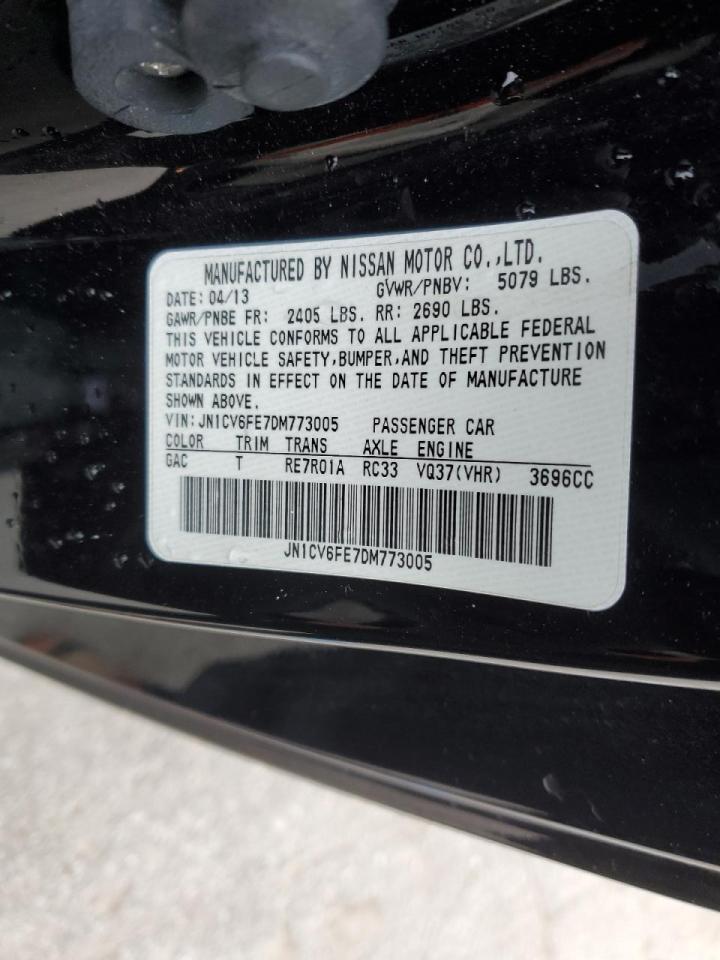 MANUFACTURED BY NISSAN MOTOR CO.,LTD.
DATE: 04/13 GVWR/PNBV: 5079 LBS.
GAWR/PNBE FR: 2405 LBS. RR: 2690 LBS.
THIS VEHICLE CONFORMS TO ALL APPLICABLE FEDERAL
MOTOR VEHICLE SAFETY,BUMPER,AND THEFT PREVENTION
STANDARDS IN EFFECT ON THE DATE OF MANUFACTURE
SHOWN ABOVE.
VIN: JN1CV6FE7DM773005 PASSENGER CAR
COLOR TRIM TRANS AXLE ENGINE
GAC T RE7R01A RC33 VQ37(VHR) 3696CC
JN1CV6FE7DM773005